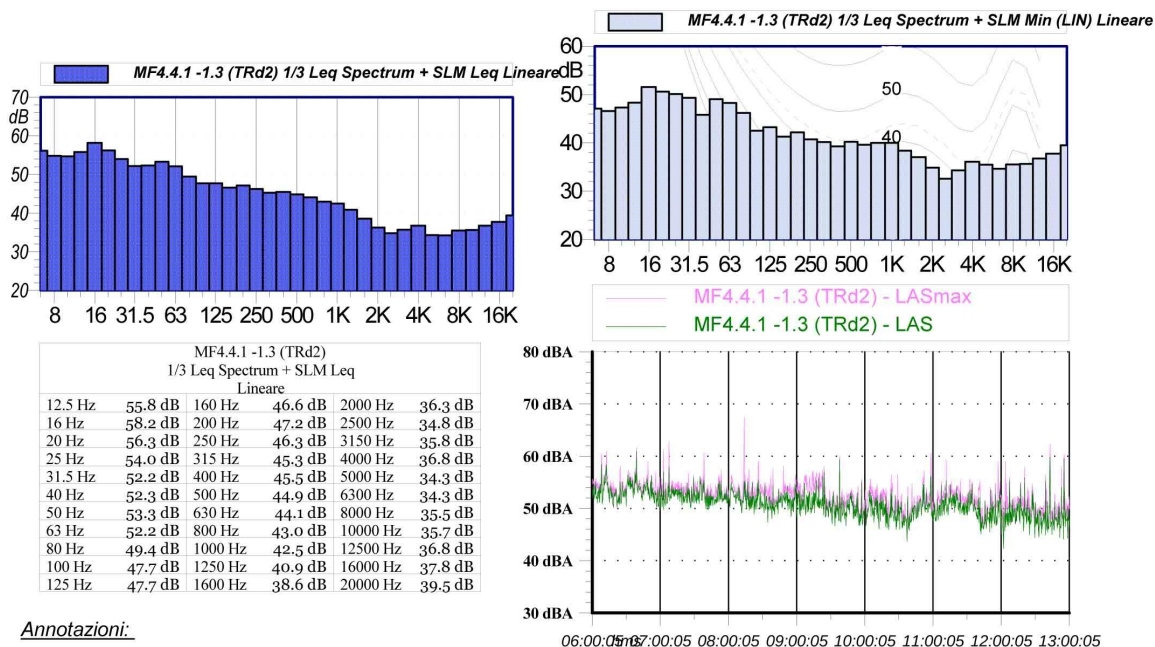 MF4.4.1 -1.3 (TRd2) 1/3 Leq Spectrum + SLM Leq Lineare
70
dB
60
50
40
30
20
8 16 31.5 63 125 250 500 1K 2K 4K 8K 16K
MF4.4.1 -1.3 (TRd2) 1/3 Leq Spectrum + SLM Min (LIN) Lineare
60
dB
50
40
30
20
50
40
8 16 31.5 63 125 250 500 1K 2K 4K 8K 16K
MF4.4.1 -1.3 (TRd2)
1/3 Leq Spectrum + SLM Leq
Lineare
12.5 Hz 55.8 dB 160 Hz 46.6 dB 2000 Hz 36.3 dB
16 Hz 58.2 dB 200 Hz 47.2 dB 2500 Hz 34.8 dB
20 Hz 56.3 dB 250 Hz 46.3 dB 3150 Hz 35.8 dB
25 Hz 54.0 dB 315 Hz 45.3 dB 4000 Hz 36.8 dB
31.5 Hz 52.2 dB 400 Hz 45.5 dB 5000 Hz 34.3 dB
40 Hz 52.3 dB 500 Hz 44.9 dB 6300 Hz 34.3 dB
50 Hz 53.3 dB 630 Hz 44.1 dB 8000 Hz 35.5 dB
63 Hz 52.2 dB 800 Hz 43.0 dB 10000 Hz 35.7 dB
80 Hz 49.4 dB 1000 Hz 42.5 dB 12500 Hz 36.8 dB
100 Hz 47.7 dB 1250 Hz 40.9 dB 16000 Hz 37.8 dB
125 Hz 47.7 dB 1600 Hz 38.6 dB 20000 Hz 39.5 dB
MF4.4.1 -1.3 (TRd2) - LASmax
MF4.4.1 -1.3 (TRd2) - LAS
80 dBA
70 dBA
60 dBA
50 dBA
40 dBA
30 dBA
06:00:05 hms 07:00:05 08:00:05 09:00:05 10:00:05 11:00:05 12:00:05 13:00:05
Annotazioni: